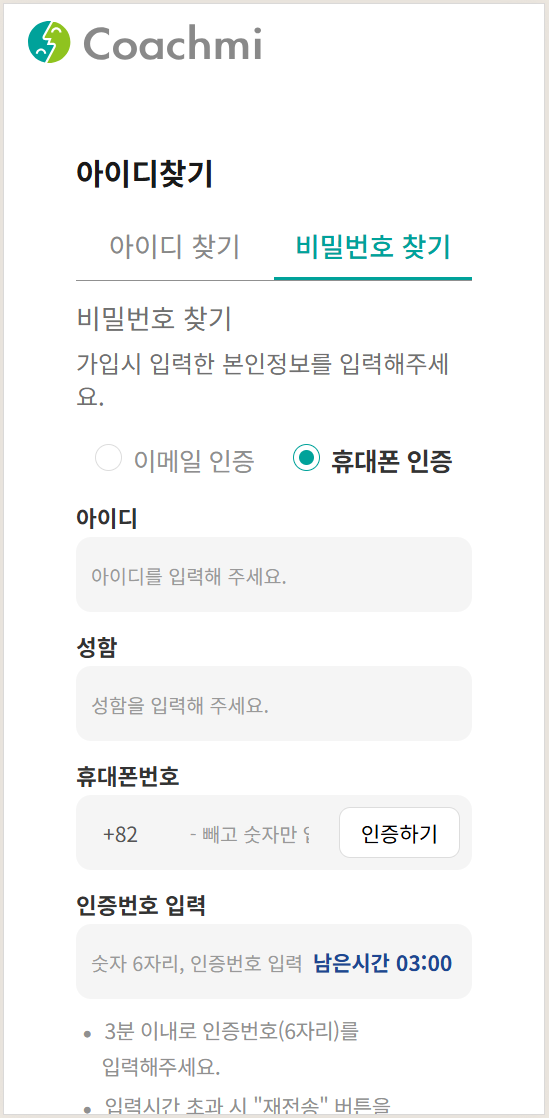 Coachmi
아이디찾기
아이디 찾기 비밀번호 찾기
비밀번호 찾기
가입시 입력한 본인정보를 입력해주세
요.
이메일 인증 휴대폰 인증
아이디
아이디를 입력해 주세요.
성함
성함을 입력해 주세요.
휴대폰번호
+82 - 빼고 숫자만 인증하기
인증번호 입력
숫자 6자리, 인증번호 입력 남은시간 03:00
• 3분 이내로 인증번호(6자리)를
입력해주세요.
• 입력시간 초과 시 "재전송" 버튼을